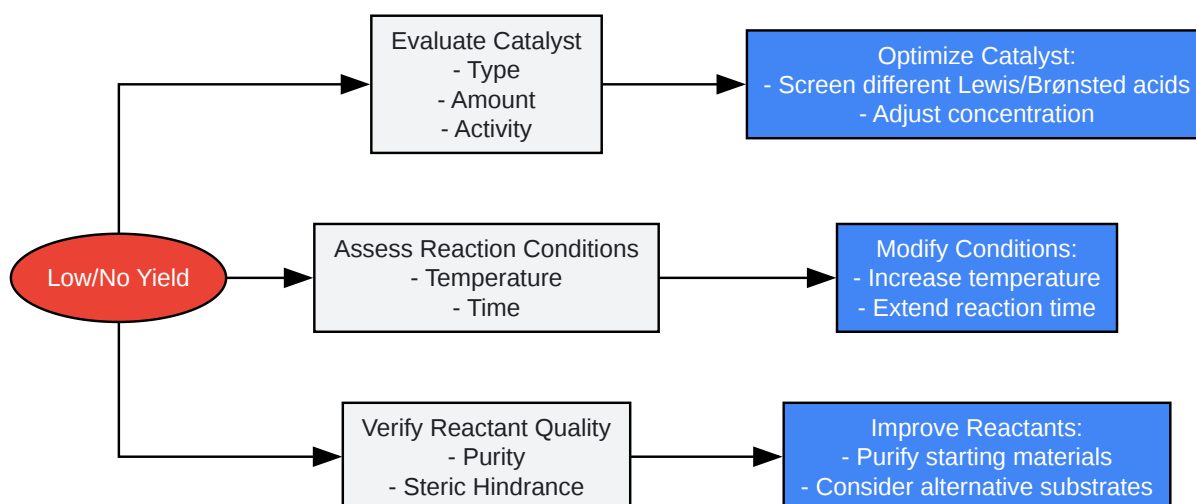 Evaluate Catalyst
- Type
- Amount
- Activity
Optimize Catalyst:
- Screen different Lewis/Brønsted acids
- Adjust concentration
Low/No Yield
Assess Reaction Conditions
- Temperature
- Time
Modify Conditions:
- Increase temperature
- Extend reaction time
Verify Reactant Quality
- Purity
- Steric Hindrance
Improve Reactants:
- Purify starting materials
- Consider alternative substrates